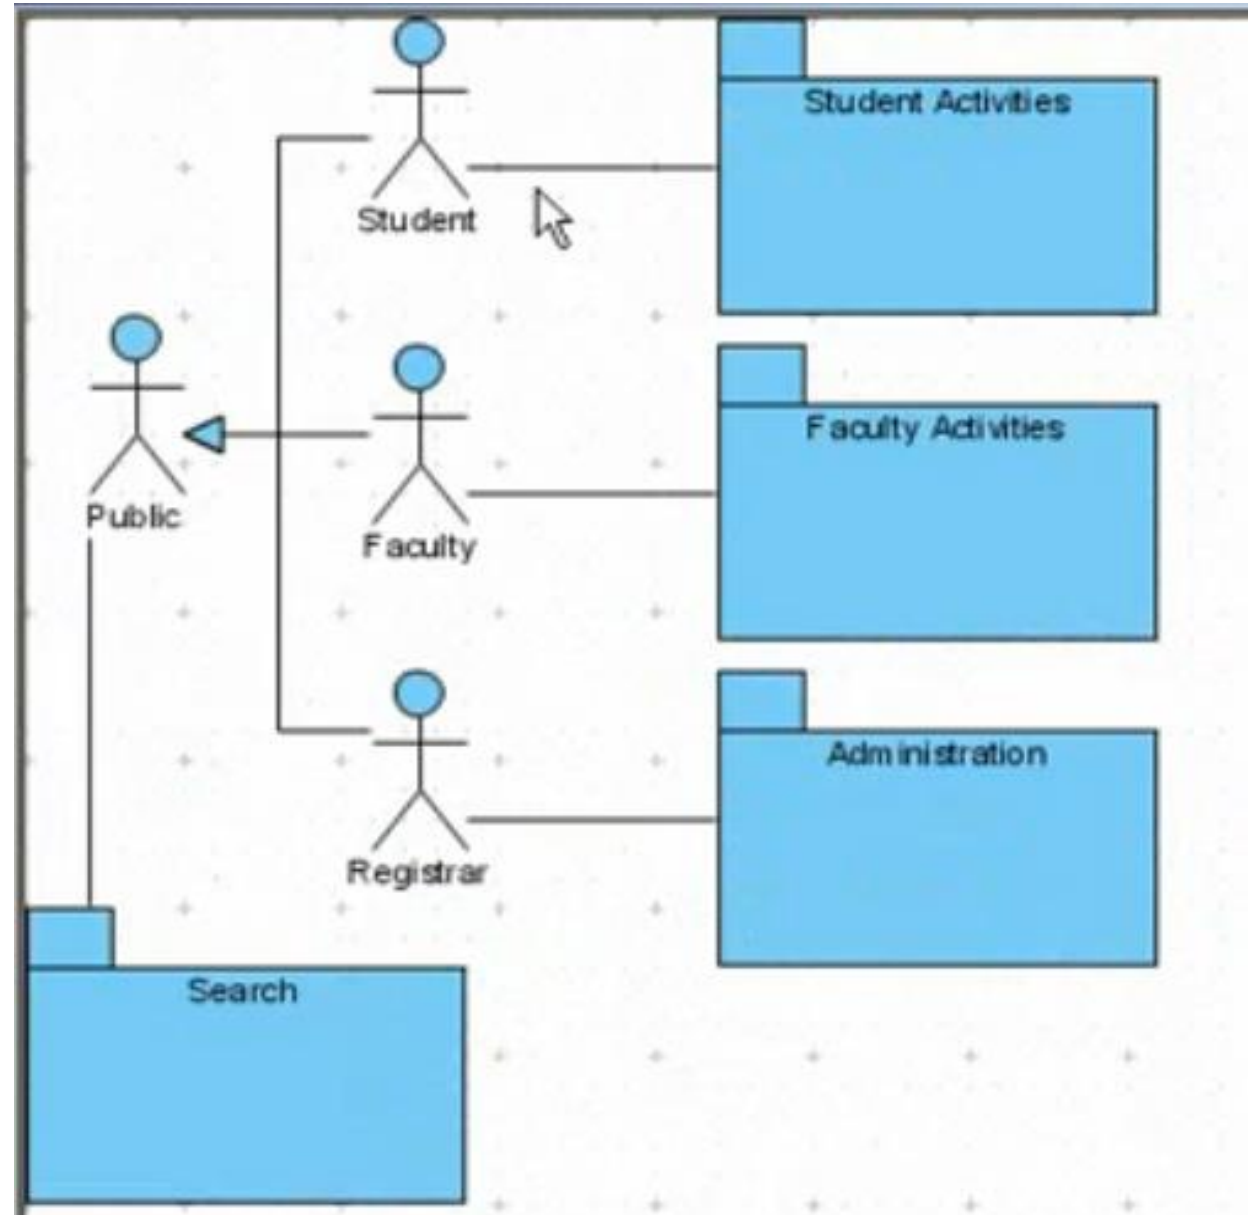 Student Activities
Student
Faculty Activities
Public
Faculty
Administration
Registrar
Search